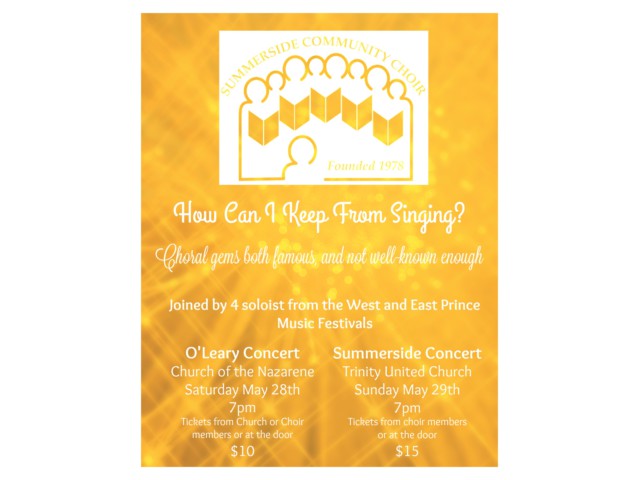 SUMMERSIDE COMMUNITY CHOIR
Founded 1978
How Can I Keep From Singing?
Choral gems both famous, and not well-known enough
Joined by 4 soloist from the West and East Prince
Music Festivals
O'Leary Concert
Church of the Nazarene
Saturday May 28th
7pm
Tickets from Church or Choir
members or at the door
$10
Summerside Concert
Trinity United Church
Sunday May 29th
7pm
Tickets from choir members
or at the door
$15